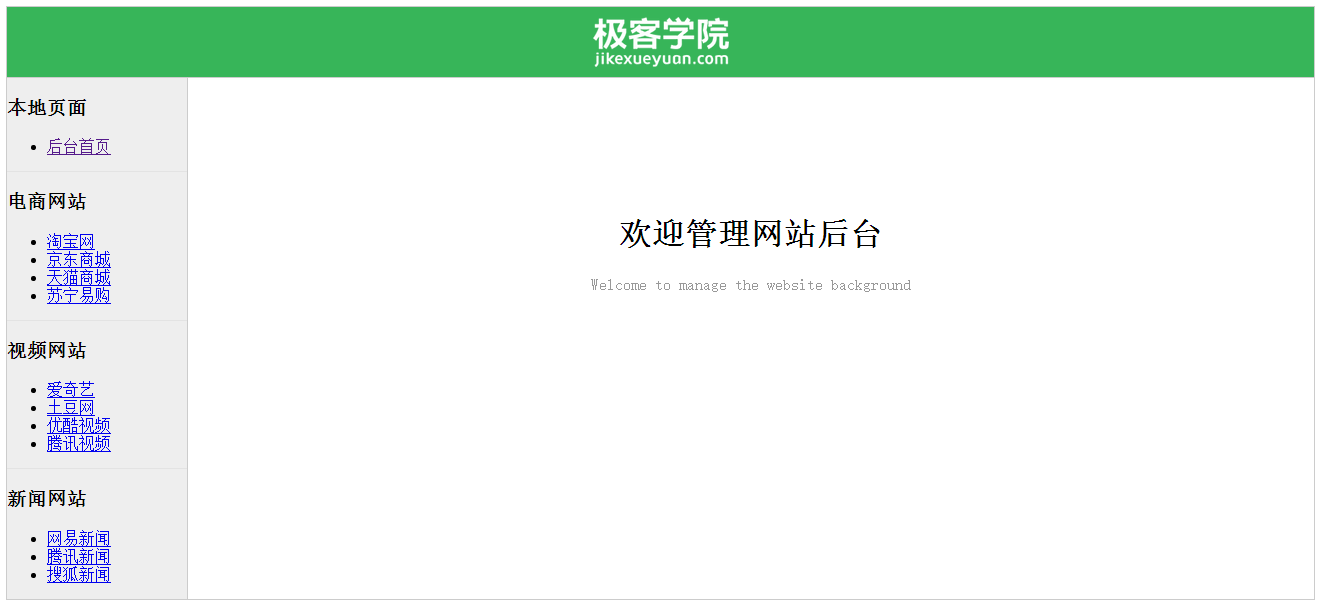 极客学院
jikexueyuan.com
本地页面
后台首页
电商网站
淘宝网
京东商城
天猫商城
苏宁易购
视频网站
爱奇艺
土豆网
优酷视频
腾讯视频
新闻网站
网易新闻
腾讯新闻
搜狐新闻
欢迎管理网站后台
Welcome to manage the website background